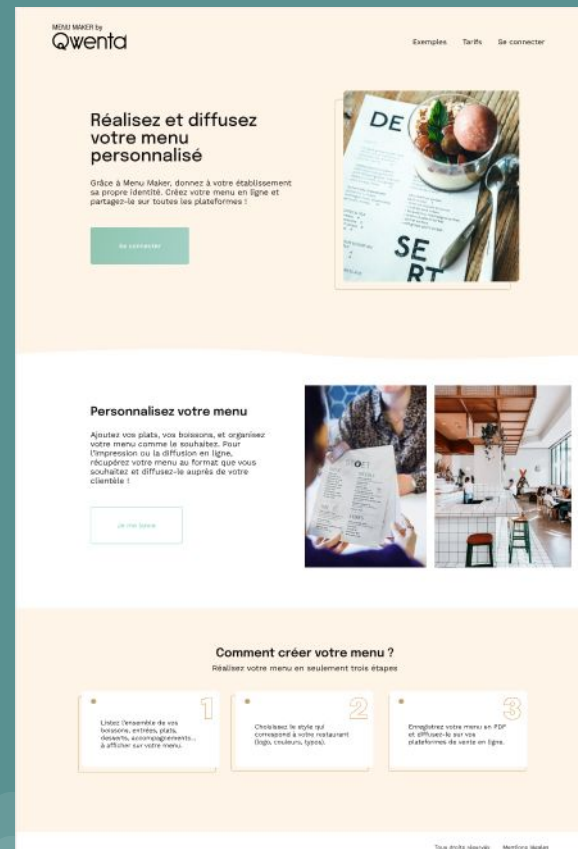 MENU MAKER by
Qwenta
Exemples Tarifs Se connecter
Réalisez et diffusez
votre menu
personnalisé
Grâce à Menu Maker, donnez à votre établissement
sa propre identité. Créez votre menu en ligne et
partagez-le sur toutes les plateformes !
Se connecter
DE
SE
RT
Personnalisez votre menu
Ajoutez vos plats, vos boissons, et organisez
votre menu comme le souhaitez. Pour
l'impression ou la diffusion en ligne,
récupérez votre menu au format que vous
souhaitez et diffusez-le auprès de votre
clientèle !
Je me lance
Comment créer votre menu ?
Réalisez votre menu en seulement trois étapes
1
Listez l'ensemble de vos
boissons, entrées, plats,
desserts, accompagnements...
à afficher sur votre menu.
2
Choisissez le style qui
correspond à votre restaurant
(logo, couleurs, typos).
3
Enregistrez votre menu en PDF
et diffusez-le sur vos
plateformes de vente en ligne.
Tous droits réservés Mentions légales